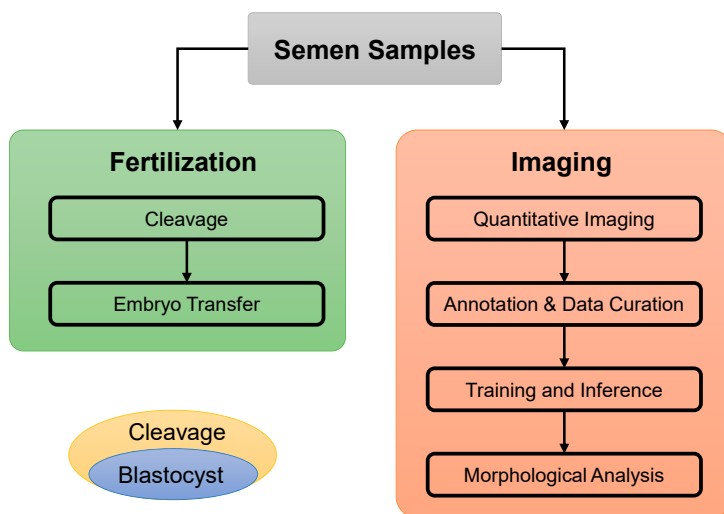 Semen Samples
Fertilization
Cleavage
Embryo Transfer
Imaging
Quantitative Imaging
Annotation & Data Curation
Training and Inference
Morphological Analysis
Cleavage
Blastocyst